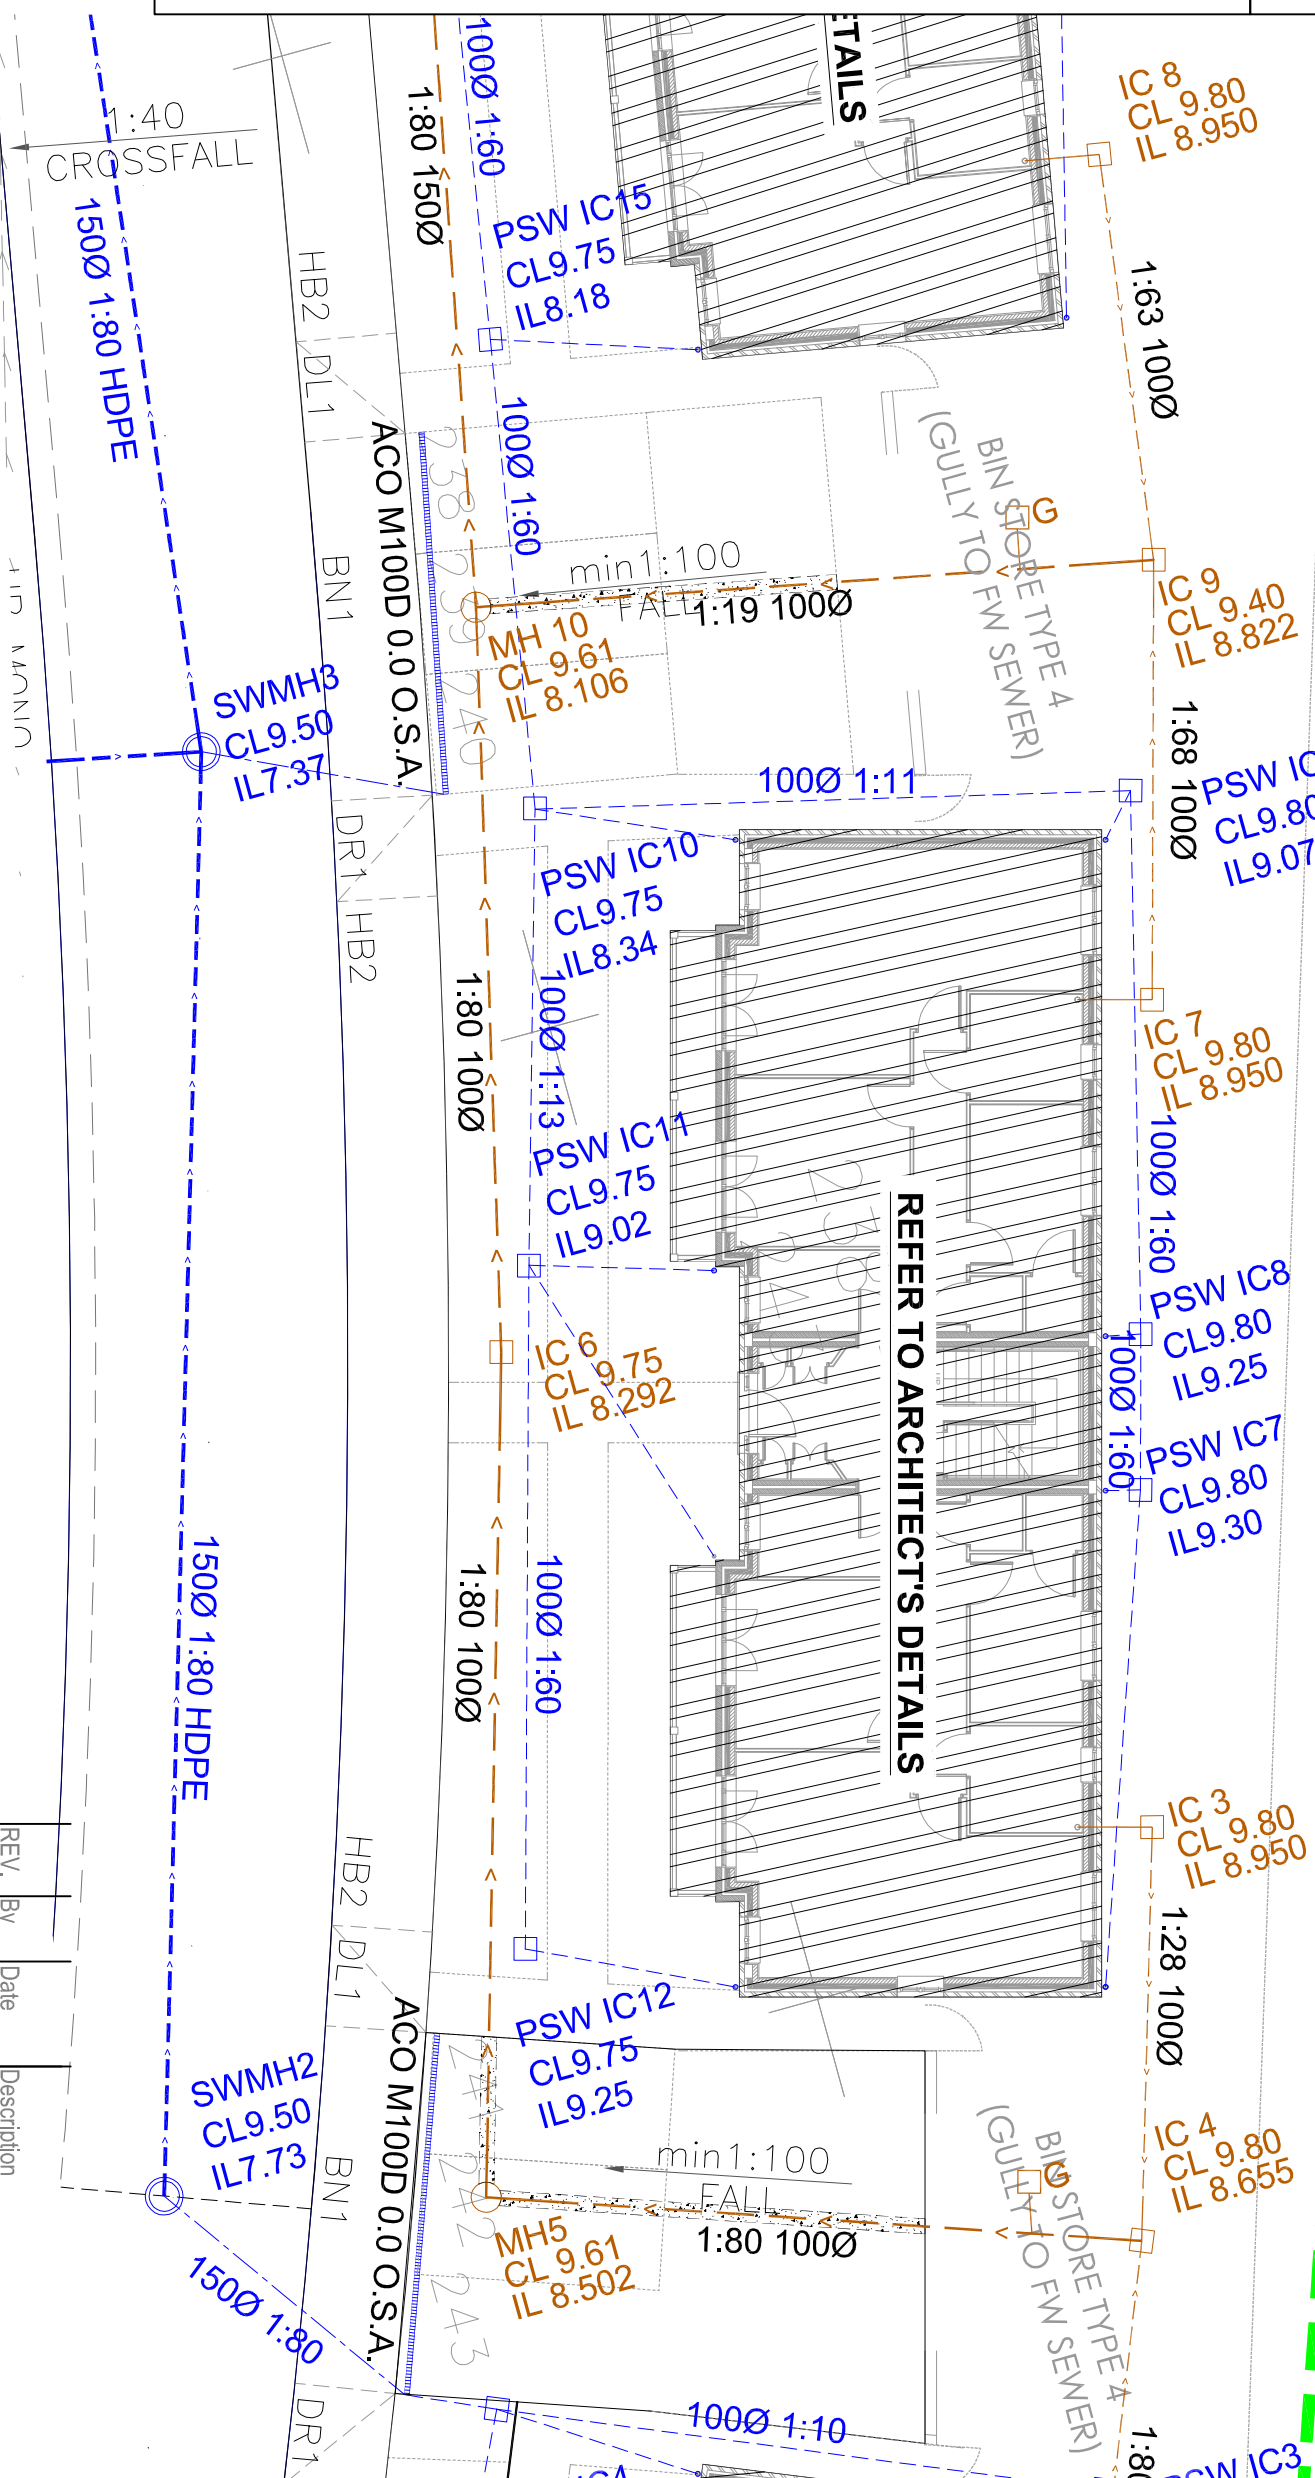 ETAILS
IC 8
CL 9.80
IL 8.950
1:40
CROSSFALL
100Ø 1:60
1:80 150Ø
150Ø 1:80 HDPE
PSW IC15
CL9.75
IL8.18
HB2
DL1
1:63 100Ø
100Ø 1:60
ACO M100D 0.0 O.S.A.
238
239
240
BIN STORE TYPE 4
(GULLY TO FW SEWER)
G
min1:100
FALL
1:19 100Ø
BN1
IC 9
CL 9.40
IL 8.822
MH 10
CL 9.61
IL 8.106
SWMH3
CL9.50
IL7.37
1:68 100Ø
100Ø 1:11
PSW IC
CL9.80
IL9.07
DR1
HB2
PSW IC10
CL9.75
IL8.34
1:80 100Ø
100Ø 1:13
IC 7
CL 9.80
IL 8.950
PSW IC11
CL9.75
IL9.02
100Ø 1:60
REFER TO ARCHITECT'S DETAILS
PSW IC8
CL9.80
IL9.25
100Ø 1:60
IC 6
CL 9.75
IL 8.292
PSW IC7
CL9.80
IL9.30
150Ø 1:80 HDPE
1:80 100Ø
100Ø 1:60
IC 3
CL 9.80
IL 8.950
REV.
By
Date
Description
HB2
DL1
1:28 100Ø
PSW IC12
CL9.75
IL9.25
ACO M100D 0.0 O.S.A.
241
242
243
SWMH2
CL9.50
IL7.73
BN1
min1:100
FALL
1:80 100Ø
BIN STORE TYPE 4
(GULLY TO FW SEWER)
G
IC 4
CL 9.80
IL 8.655
MH5
CL 9.61
IL 8.502
150Ø 1:80
DR1
100Ø 1:10
1:80
PSW IC3